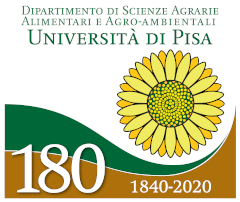 Dipartimento di Scienze Agrarie
Alimentari e Agro-ambientali
Università di Pisa
180
1840-2020